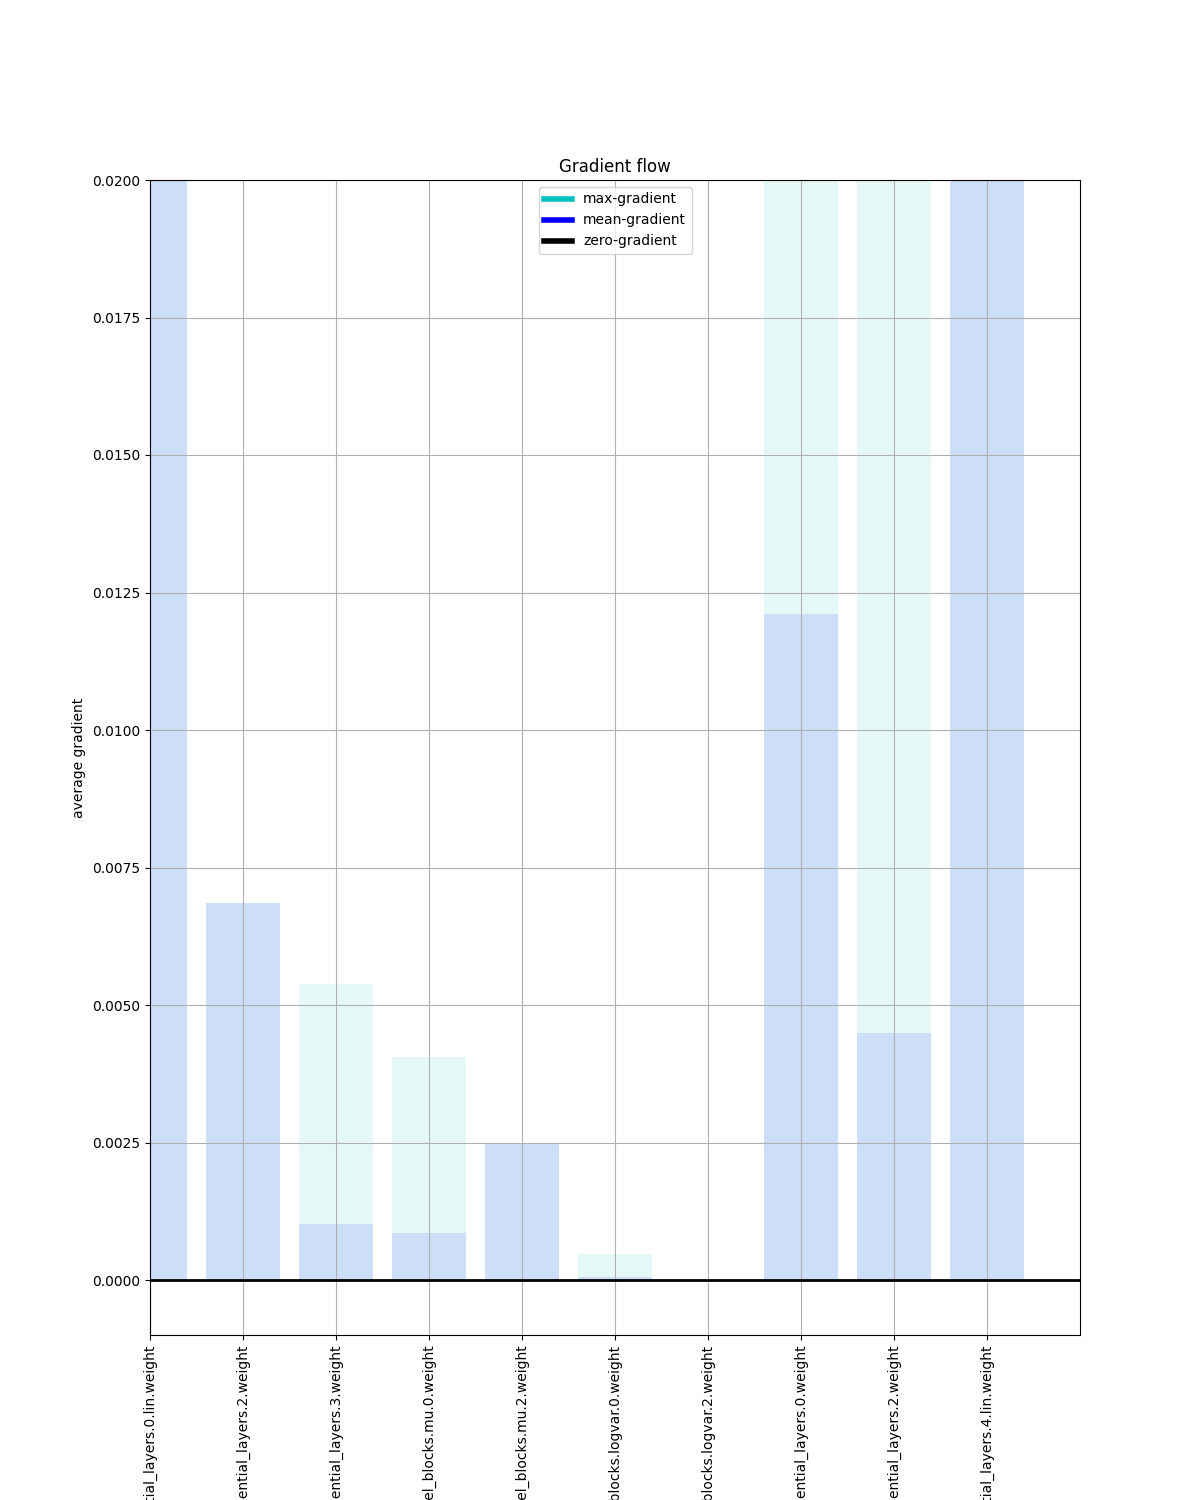 Gradient flow
max-gradient
mean-gradient
zero-gradient
average gradient
0.0200
0.0175
0.0150
0.0125
0.0100
0.0075
0.0050
0.0025
0.0000
tial_layers.0.lin.weight
ential_layers.2.weight
ential_layers.3.weight
el_blocks.mu.0.weight
el_blocks.mu.2.weight
blocks.logvar.0.weight
blocks.logvar.2.weight
ential_layers.0.weight
ential_layers.2.weight
tial_layers.4.lin.weight